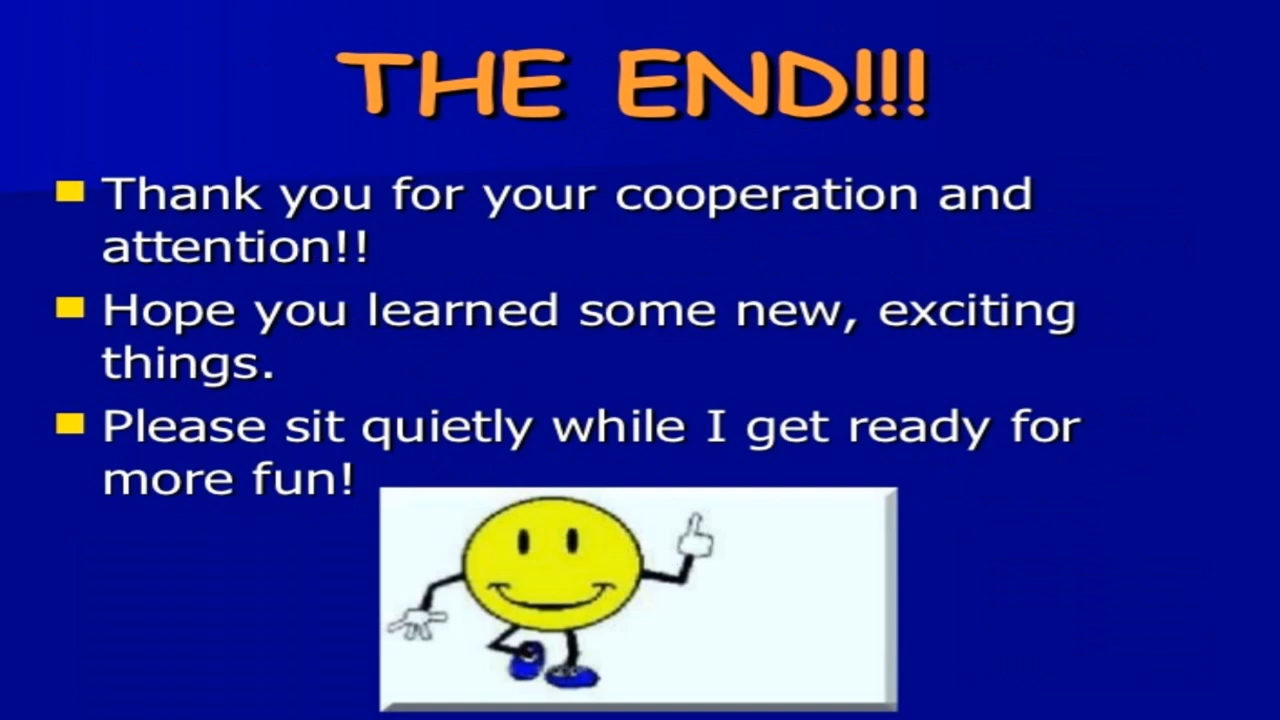 THE END!!!
Thank you for your cooperation and
attention!!
Hope you learned some new, exciting
things.
Please sit quietly while I get ready for
more fun!